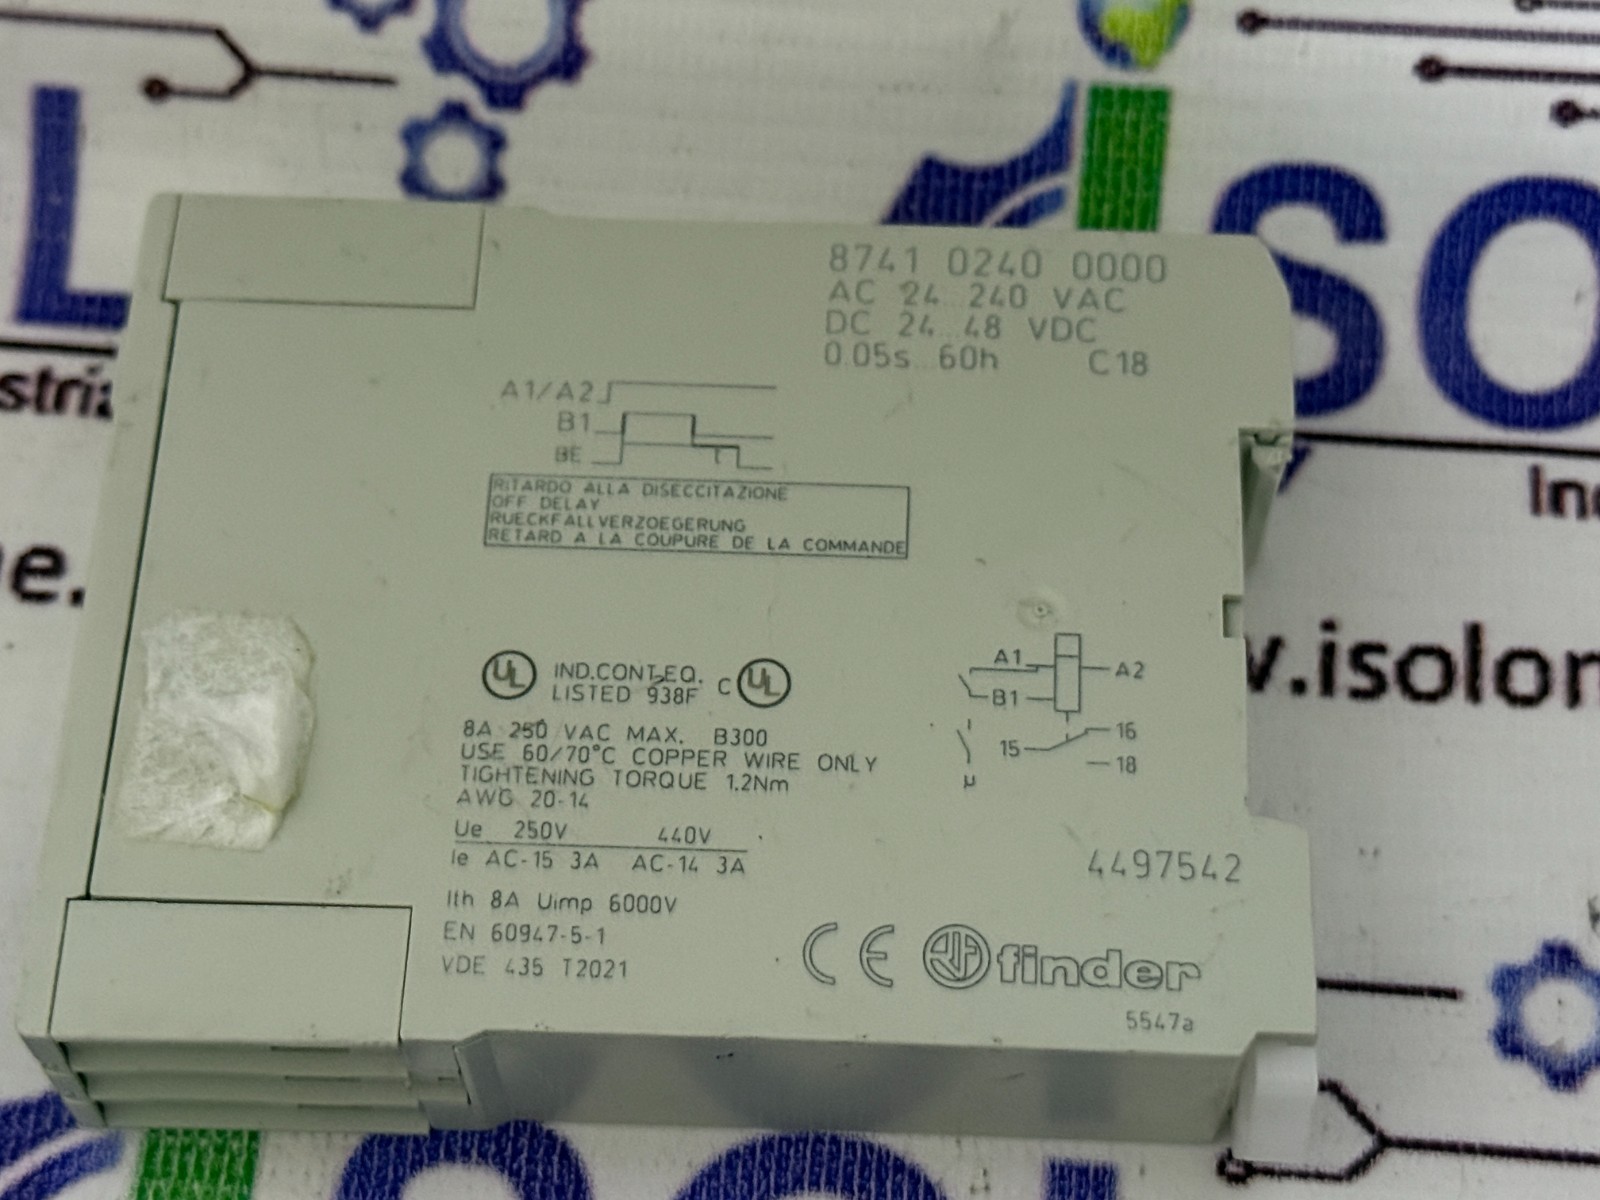 8741 0240 0000
AC 24...240 VAC
DC 24...48 VDC
0.05s...60h C18
A1/A2
B1
BE
RITARDO ALLA DISECCITAZIONE
OFF DELAY
RUECKFALLVERZOEGERUNG
RETARD A LA COUPURE DE LA COMMANDE
UL IND.CONT.EQ. C UL
LISTED 938F
8A 250 VAC MAX. B300
USE 60/70°C COPPER WIRE ONLY
TIGHTENING TORQUE 1.2Nm
AWG 20-14
Ue 250V 440V
Ie AC-15 3A AC-14 3A
Ith 8A Uimp 6000V
EN 60947-5-1
VDE 435 T2021
A1 A2
B1
16
15
18
µ
4497542
CE finder
5547a